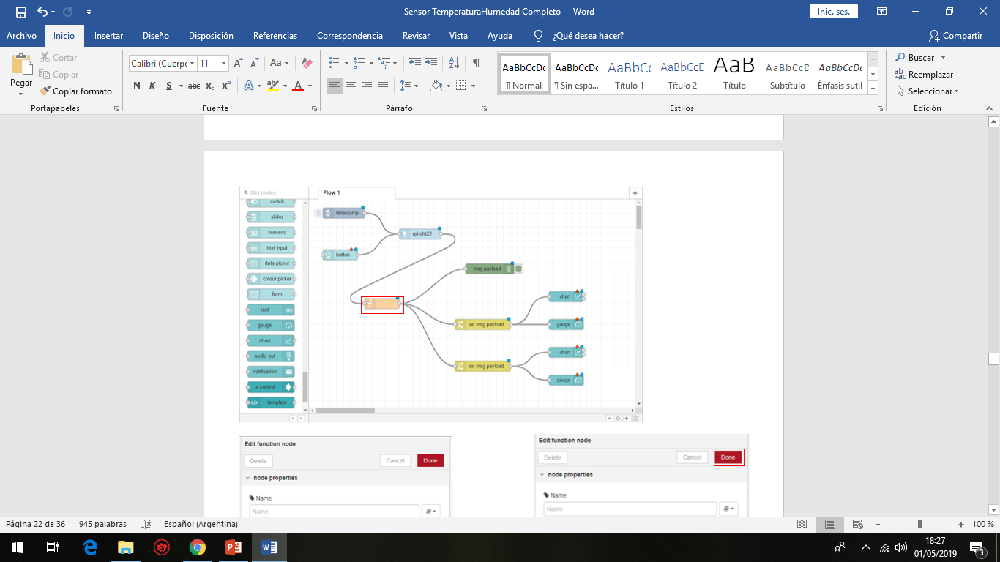 Sensor TemperaturaHumedad Completo - Word
Inic. ses.
Archivo Inicio Insertar Diseño Disposición Referencias Correspondencia Revisar Vista Ayuda ¿Qué desea hacer? Compartir
Pegar
Cortar
Copiar
Copiar formato
Portapapeles
Calibri (Cuerpo 11
Aa
N K S abc x₂ x²
Fuente
Párrafo
AaBbCcDc
¶ Normal
AaBbCcDc
¶ Sin espa...
AaBbCc
Título 1
AaBbCcD
Título 2
AaB
Título
AaBbCcD
Subtítulo
AaBbCcDc
Énfasis sutil
Estilos
Buscar
Reemplazar
Seleccionar
Edición
filter nodes
switch
slider
numeric
text input
date picker
colour picker
form
text
gauge
chart
audio out
notification
ui control
template
Flow 1
timestamp
rpi-dht22
button
msg.payload
chart
set msg.payload
gauge
chart
set msg.payload
gauge
Edit function node
Delete Cancel Done
node properties
Name
Name
Edit function node
Delete Cancel Done
node properties
Name
Name
Página 22 de 36 945 palabras Español (Argentina) 100 %
18:27
01/05/2019
3